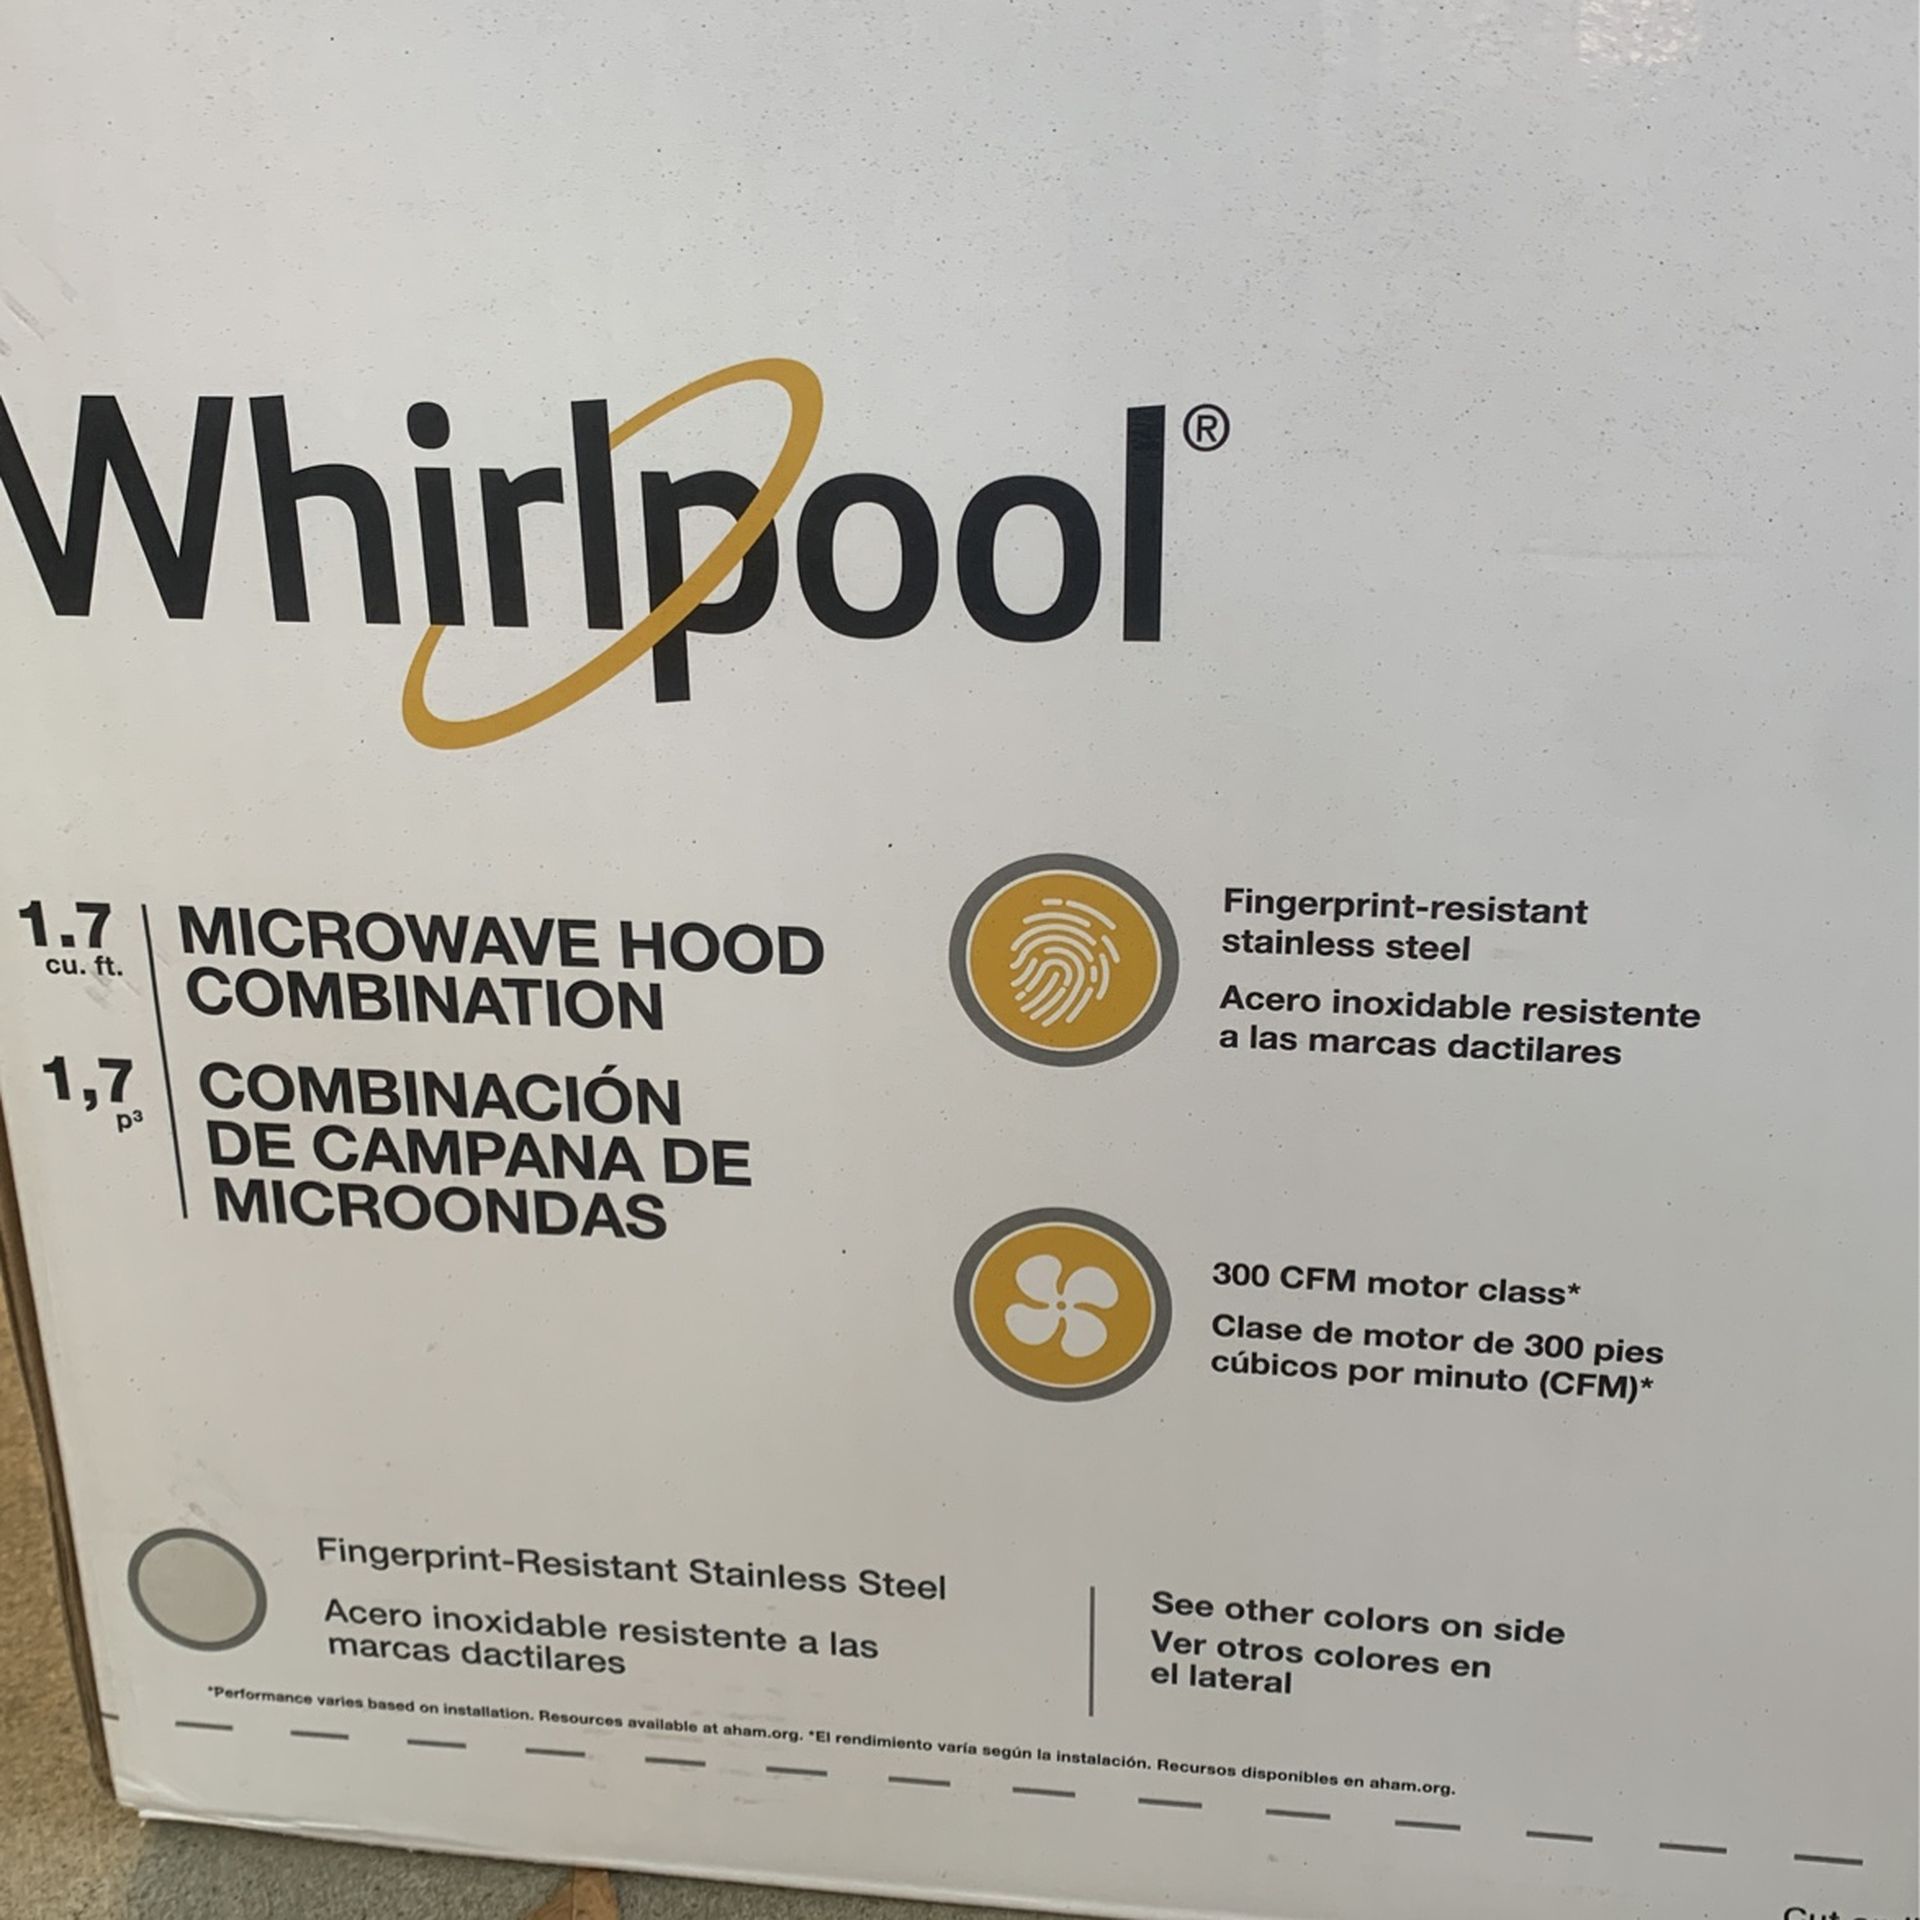 Whirlpool®
1.7
cu. ft.
MICROWAVE HOOD
COMBINATION
1,7
p³
COMBINACIÓN
DE CAMPANA DE
MICROONDAS
Fingerprint-resistant
stainless steel
Acero inoxidable resistente
a las marcas dactilares
300 CFM motor class*
Clase de motor de 300 pies
cúbicos por minuto (CFM)*
Fingerprint-Resistant Stainless Steel
Acero inoxidable resistente a las
marcas dactilares
See other colors on side
Ver otros colores en
el lateral
*Performance varies based on installation. Resources available at aham.org. *El rendimiento varía según la instalación. Recursos disponibles en aham.org.